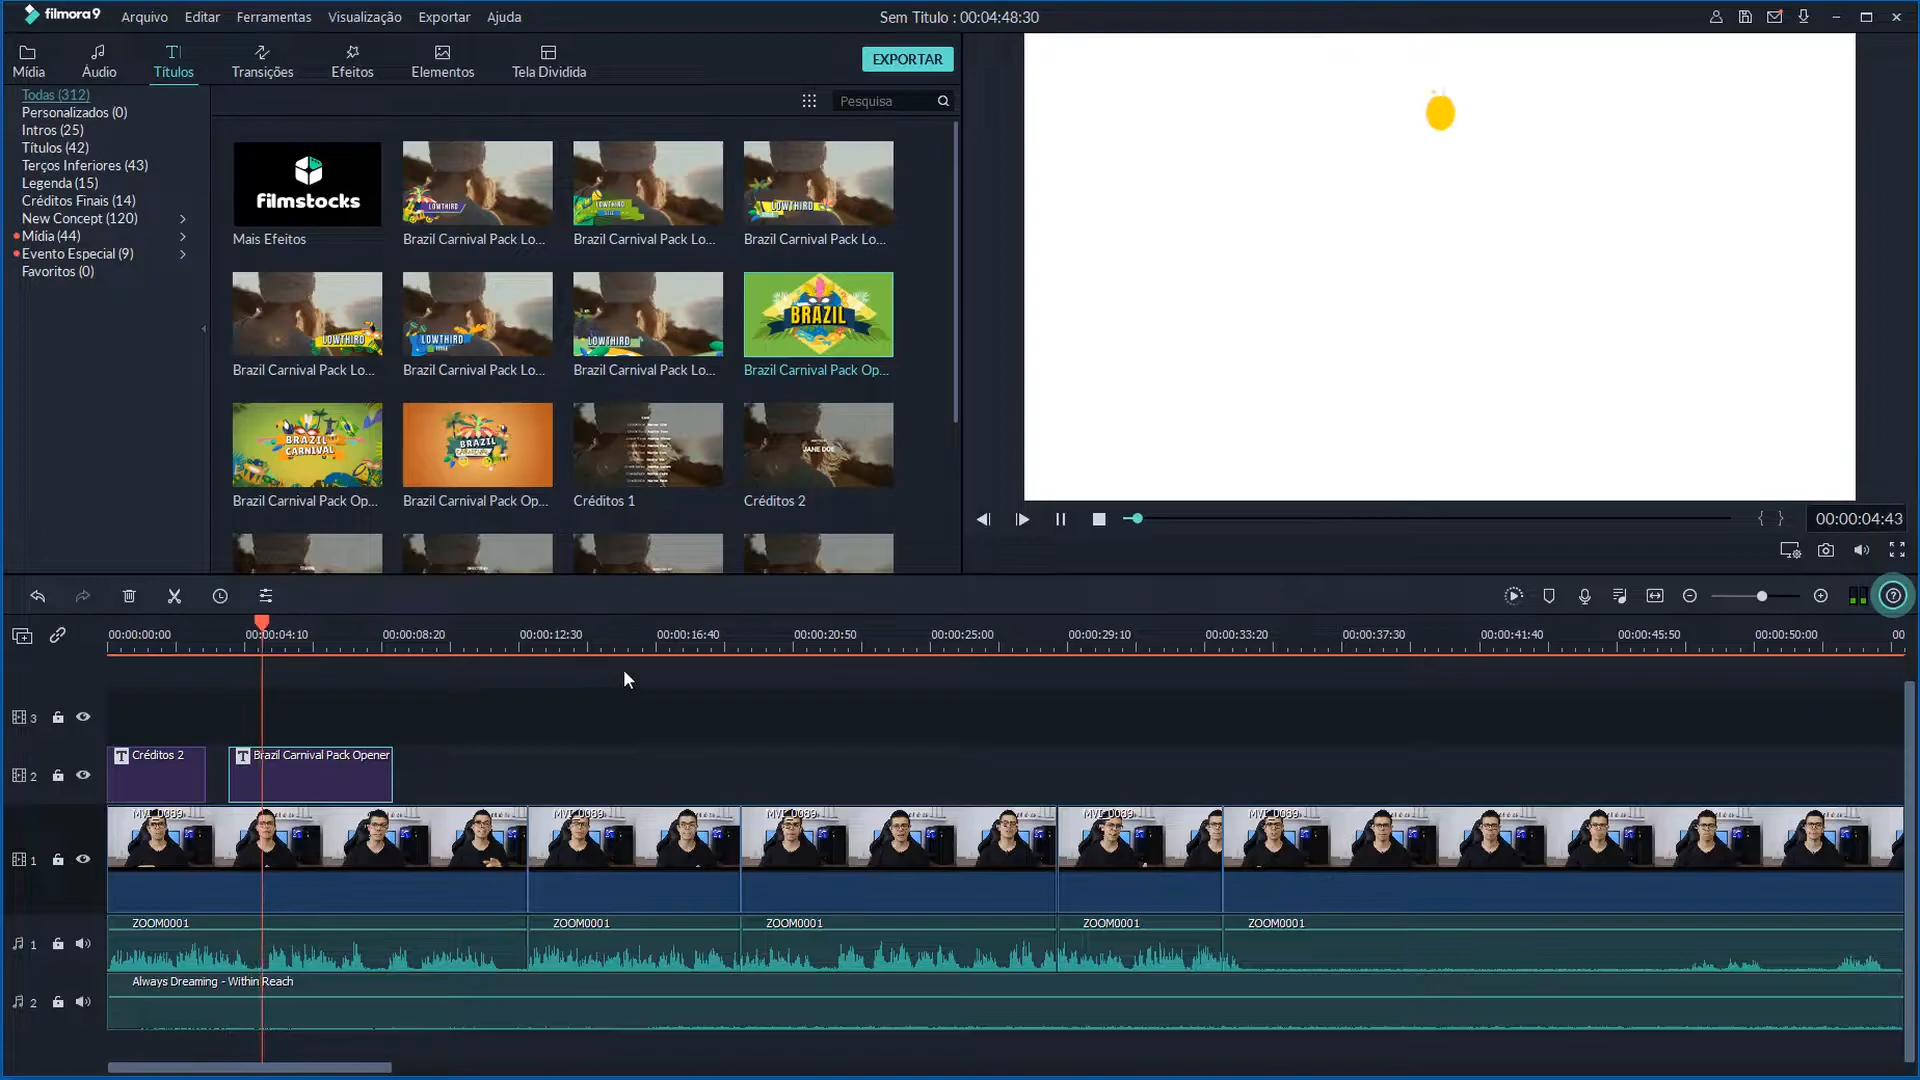 filmora9
Arquivo Editar Ferramentas Visualização Exportar Ajuda
Sem Titulo : 00:04:48:30
Mídia Áudio Títulos Transições Efeitos Elementos Tela Dividida
EXPORTAR
Todas (312)
Personalizados (0)
Intros (25)
Títulos (42)
Terços Inferiores (43)
Legenda (15)
Créditos Finais (14)
New Concept (120)
Mídia (44)
Evento Especial (9)
Favoritos (0)
Pesquisa
filmstocks
LOWTHIRD
LOWTHIRD
Mais Efeitos
Brazil Carnival Pack Lo...
Brazil Carnival Pack Lo...
Brazil Carnival Pack Lo...
LOWTHIRD
LOWTHIRD
LOWTHIRD
BRAZIL
Brazil Carnival Pack Lo...
Brazil Carnival Pack Lo...
Brazil Carnival Pack Lo...
Brazil Carnival Pack Op...
BRAZIL
CARNIVAL
BRAZIL
JANE DOE
Brazil Carnival Pack Op...
Brazil Carnival Pack Op...
Créditos 1
Créditos 2
00:00:04:43
00:00:00:00 00:00:04:10 00:00:08:20 00:00:12:30 00:00:16:40 00:00:20:50 00:00:25:00 00:00:29:10 00:00:33:20 00:00:37:30 00:00:41:40 00:00:45:50 00:00:50:00 00
3
2
T Créditos 2
T Brazil Carnival Pack Opener
1
MVI_0089 MVI_0089 MVI_0089 MVI_0089 MVI_0089
1
ZOOM0001 ZOOM0001 ZOOM0001 ZOOM0001 ZOOM0001
2
Always Dreaming - Within Reach